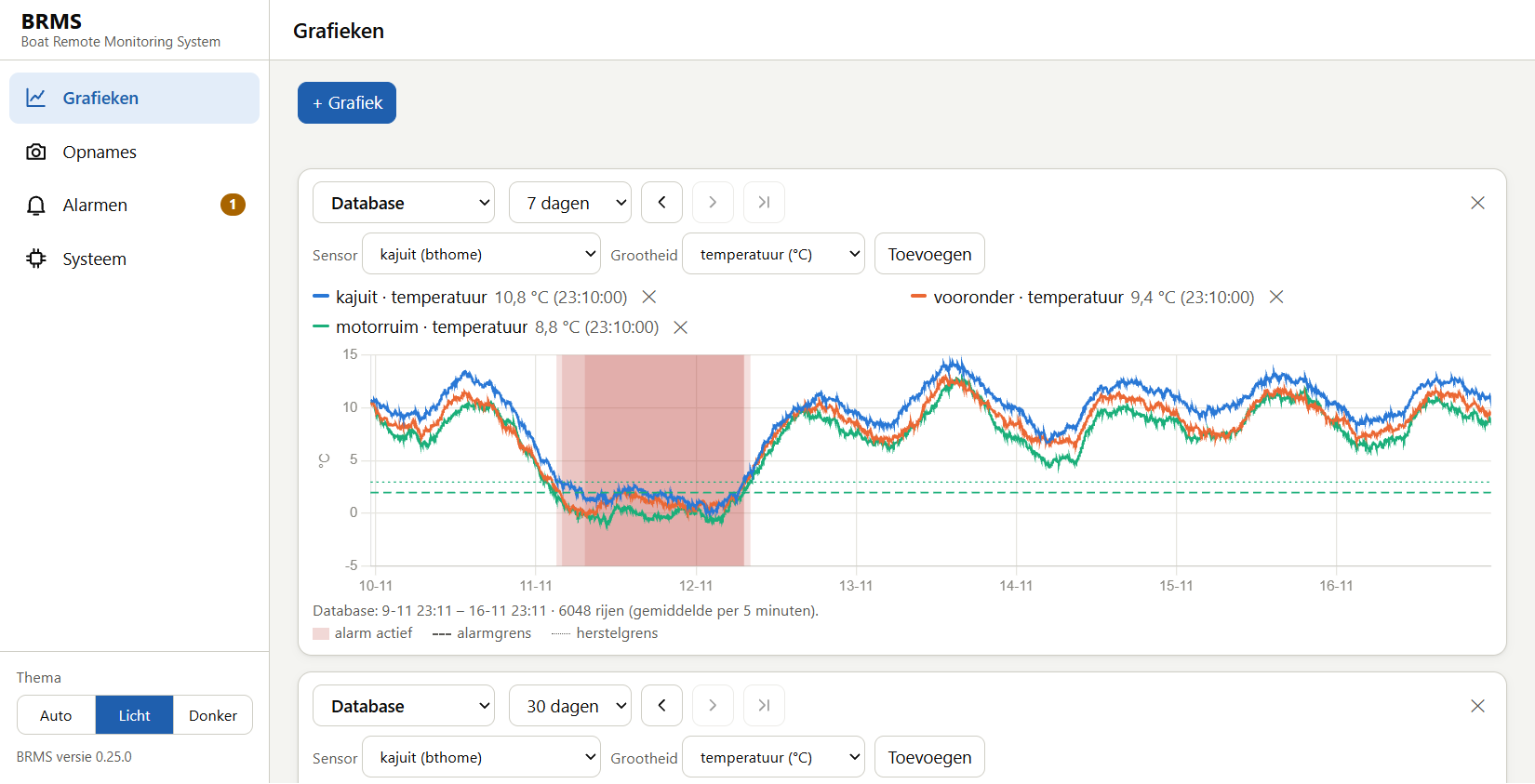 BRMS
Boat Remote Monitoring System
Grafieken
Grafieken
Opnames
Alarmen 1
Systeem
Thema
Auto Licht Donker
BRMS versie 0.25.0
+ Grafiek
Database 7 dagen
Sensor kajuit (bthome) Grootheid temperatuur (°C) Toevoegen
kajuit · temperatuur 10,8 °C (23:10:00)
vooronder · temperatuur 9,4 °C (23:10:00)
motorruim · temperatuur 8,8 °C (23:10:00)
°C
15
10
5
0
-5
10-11 11-11 12-11 13-11 14-11 15-11 16-11
Database: 9-11 23:11 – 16-11 23:11 · 6048 rijen (gemiddelde per 5 minuten).
alarm actief alarmgrens herstelgrens
Database 30 dagen
Sensor kajuit (bthome) Grootheid temperatuur (°C) Toevoegen